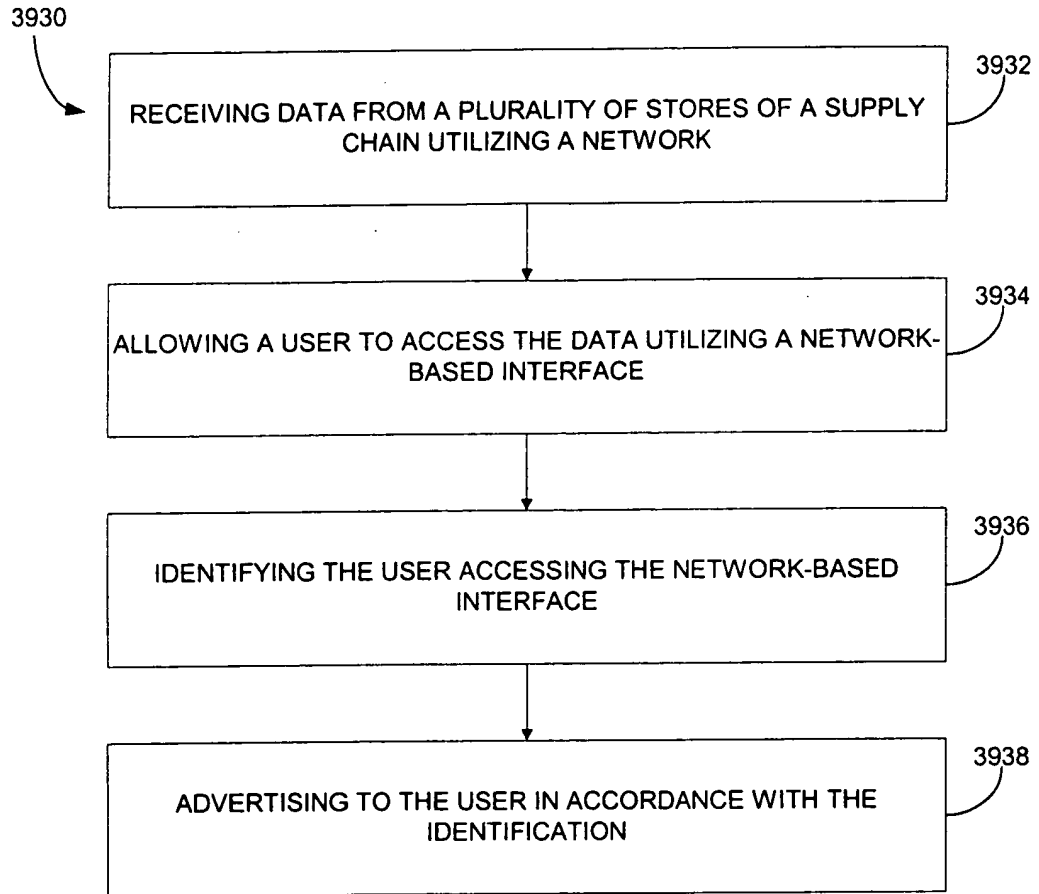 3930
3932
RECEIVING DATA FROM A PLURALITY OF STORES OF A SUPPLY
CHAIN UTILIZING A NETWORK
3934
ALLOWING A USER TO ACCESS THE DATA UTILIZING A NETWORK-
BASED INTERFACE
3936
IDENTIFYING THE USER ACCESSING THE NETWORK-BASED
INTERFACE
3938
ADVERTISING TO THE USER IN ACCORDANCE WITH THE
IDENTIFICATION